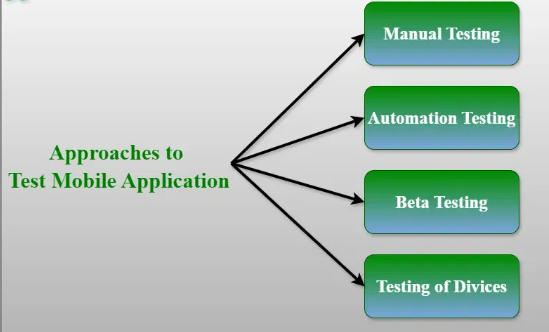 Approaches to
Test Mobile Application
Manual Testing
Automation Testing
Beta Testing
Testing of Divices